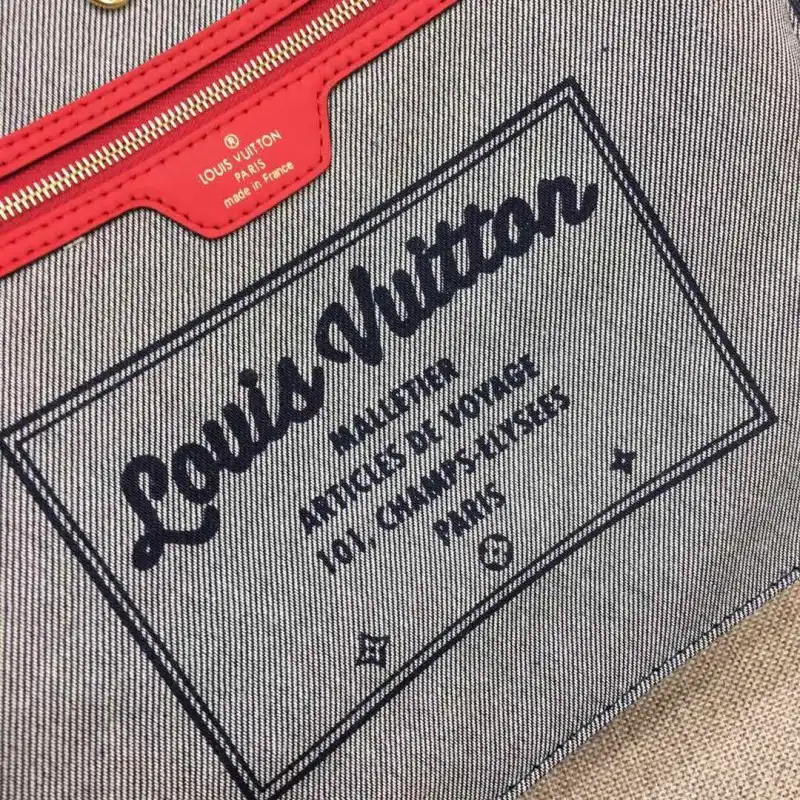 ®
LOUIS VUITTON
PARIS
made in France
Louis Vuitton
MALLETIER
ARTICLES DE VOYAGE
101, CHAMPS-ELYSEES
PARIS